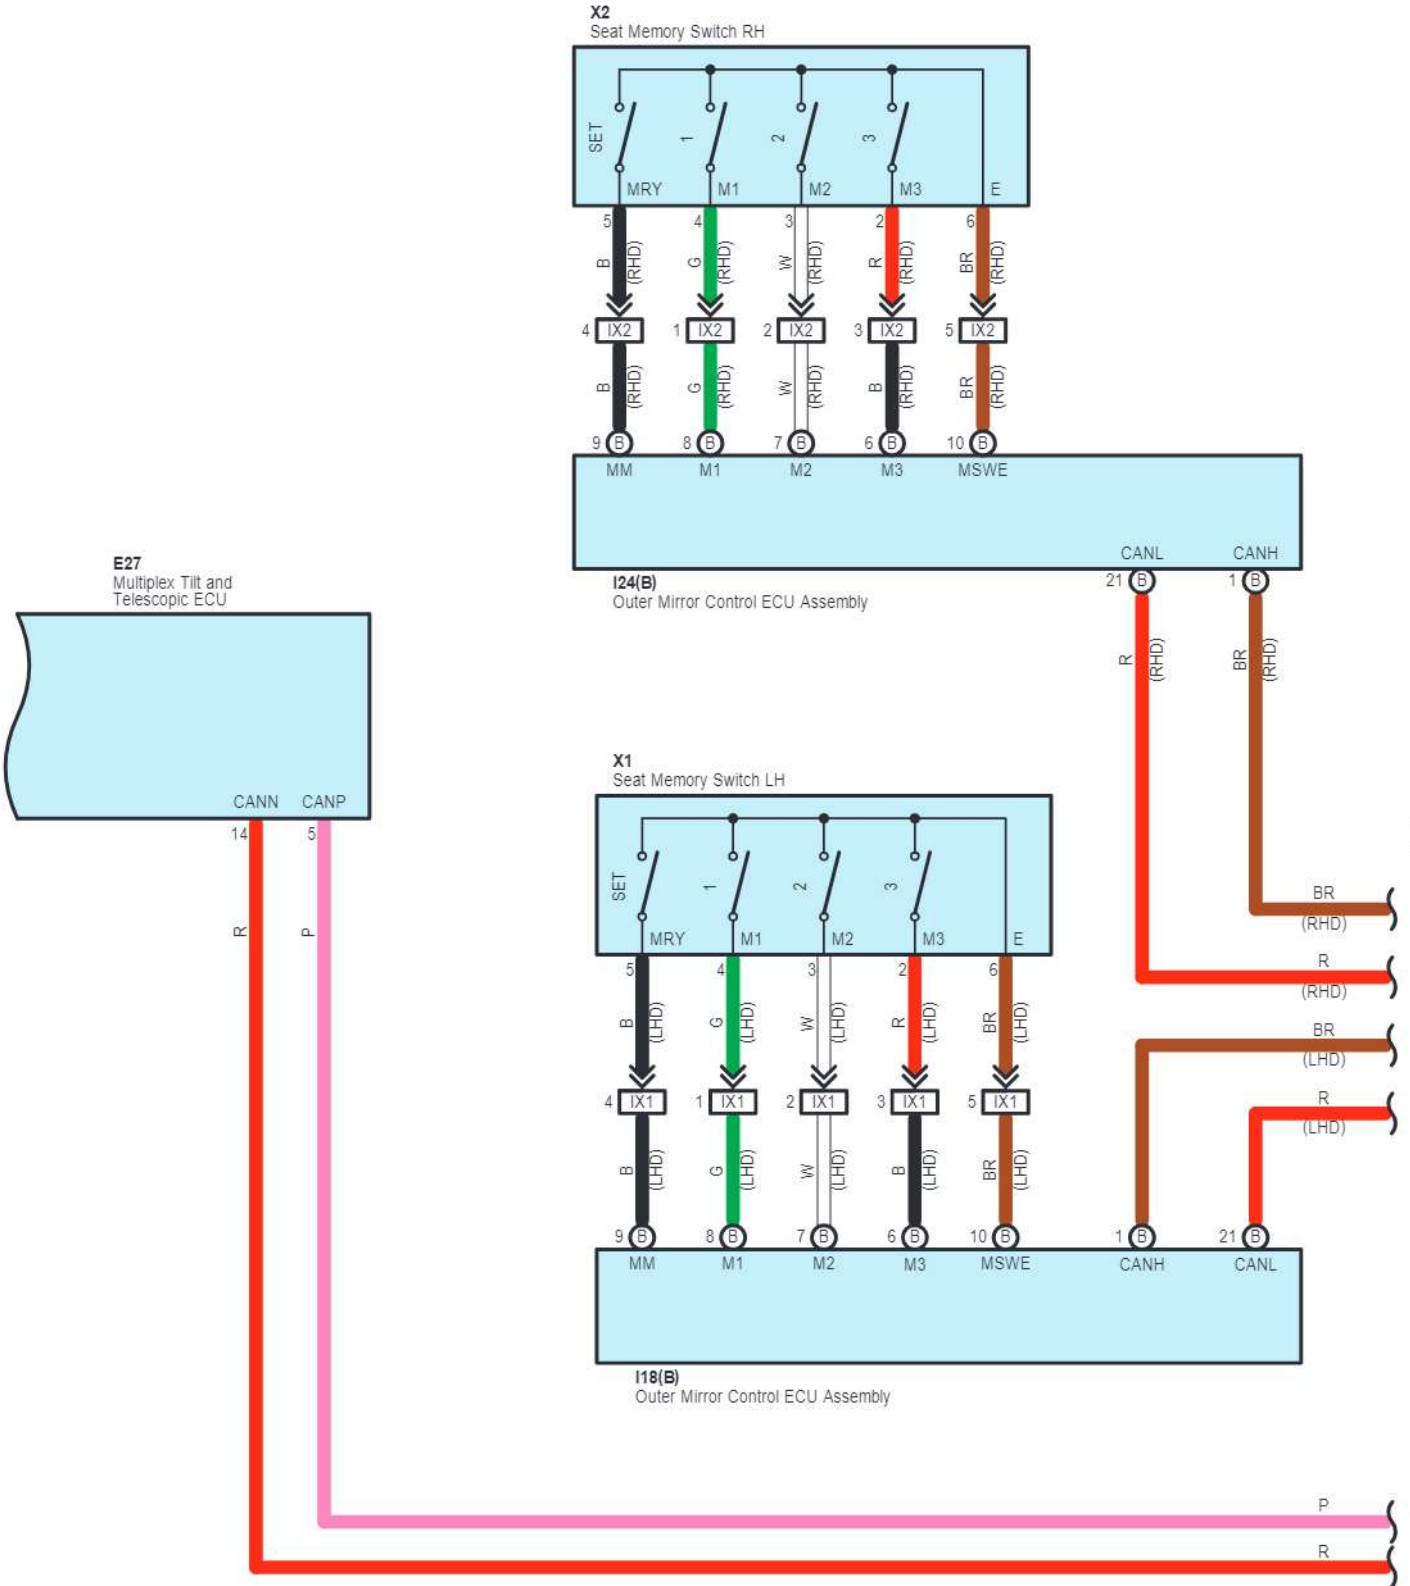 X2
Seat Memory Switch RH
SET
1
2
3
MRY
M1
M2
M3
E
5
4
3
2
6
B
(RHD)
G
(RHD)
W
(RHD)
R
(RHD)
BR
(RHD)
4 IX2
1 IX2
2 IX2
3 IX2
5 IX2
B
(RHD)
G
(RHD)
W
(RHD)
B
(RHD)
BR
(RHD)
9 B
8 B
7 B
6 B
10 B
MM
M1
M2
M3
MSWE
CANL
CANH
21 B
1 B
I24(B)
Outer Mirror Control ECU Assembly
E27
Multiplex Tilt and
Telescopic ECU
CANN
CANP
14
5
R
P
R
(RHD)
BR
(RHD)
X1
Seat Memory Switch LH
SET
1
2
3
MRY
M1
M2
M3
E
5
4
3
2
6
BR
(RHD)
R
(RHD)
BR
(LHD)
R
(LHD)
B
(LHD)
G
(LHD)
W
(LHD)
R
(LHD)
BR
(LHD)
4 IX1
1 IX1
2 IX1
3 IX1
5 IX1
B
(LHD)
G
(LHD)
W
(LHD)
B
(LHD)
BR
(LHD)
9 B
8 B
7 B
6 B
10 B
1 B
21 B
MM
M1
M2
M3
MSWE
CANH
CANL
I18(B)
Outer Mirror Control ECU Assembly
P
R